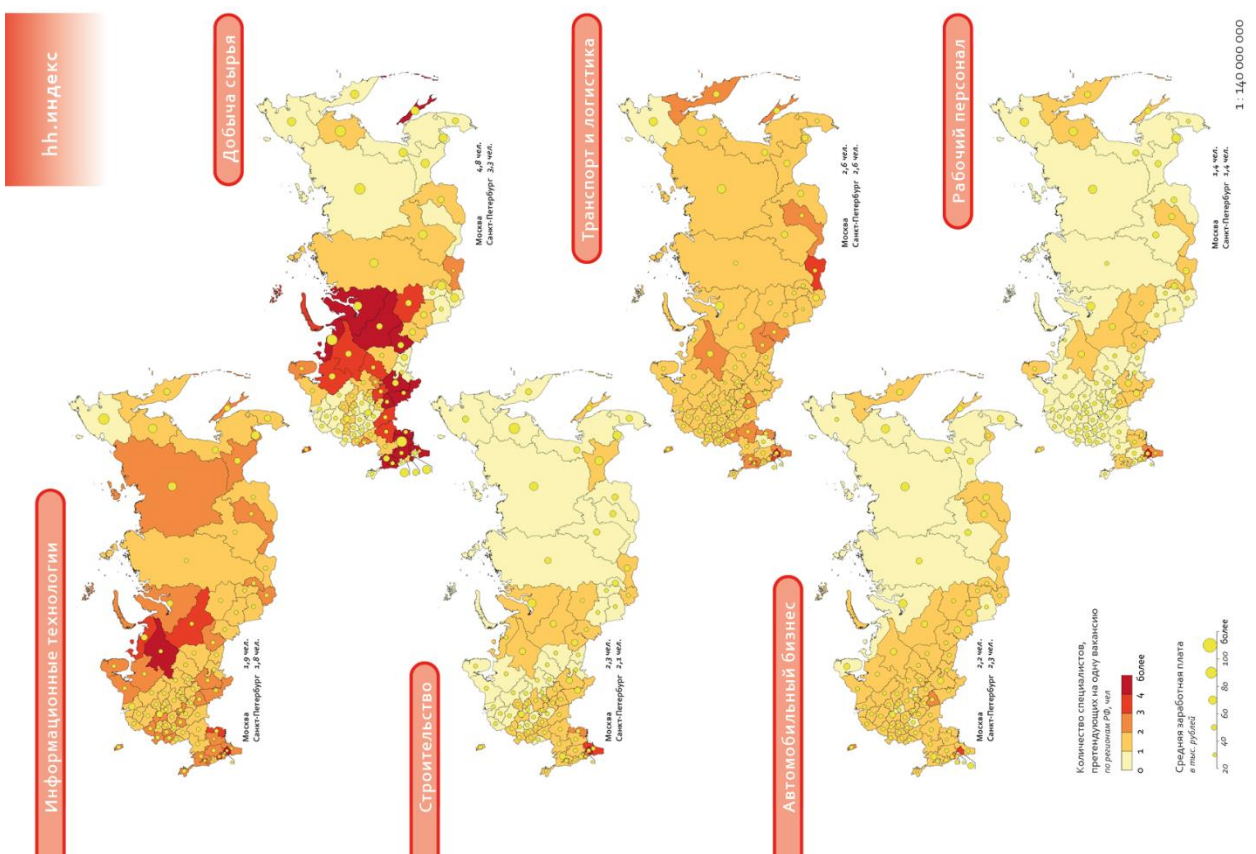 hh.индекс
Информационные технологии
Москва 1,9 чел.
Санкт-Петербург 1,8 чел.
Добыча сырья
Москва 4,8 чел.
Санкт-Петербург 3,3 чел.
Строительство
Москва 2,3 чел.
Санкт-Петербург 2,1 чел.
Транспорт и логистика
Москва 2,6 чел.
Санкт-Петербург 2,6 чел.
Автомобильный бизнес
Москва 2,2 чел.
Санкт-Петербург 2,3 чел.
Рабочий персонал
Москва 1,4 чел.
Санкт-Петербург 1,4 чел.
Количество специалистов,
претендующих на одну вакансию
по регионам РФ, чел
0 1 2 3 4 более
Средняя заработная плата
в тыс. рублей
20 40 60 80 100 более
1 : 140 000 000